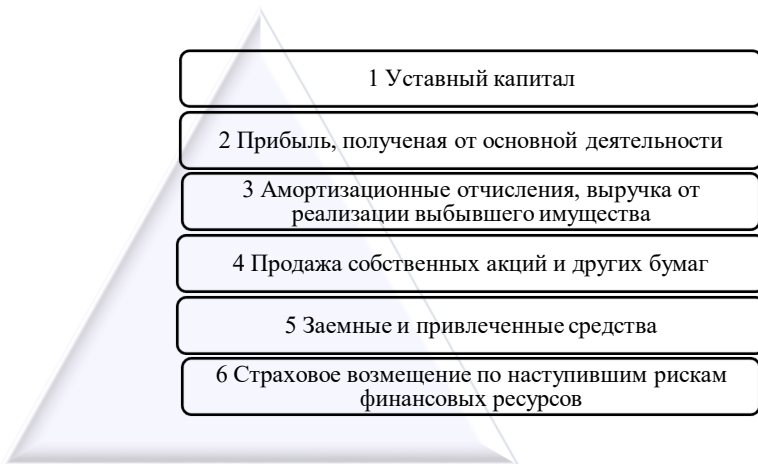 1 Уставный капитал
2 Прибыль, полученая от основной деятельности
3 Амортизационные отчисления, выручка от
реализации выбывшего имущества
4 Продажа собственных акций и других бумаг
5 Заемные и привлеченные средства
6 Страховое возмещение по наступившим рискам
финансовых ресурсов